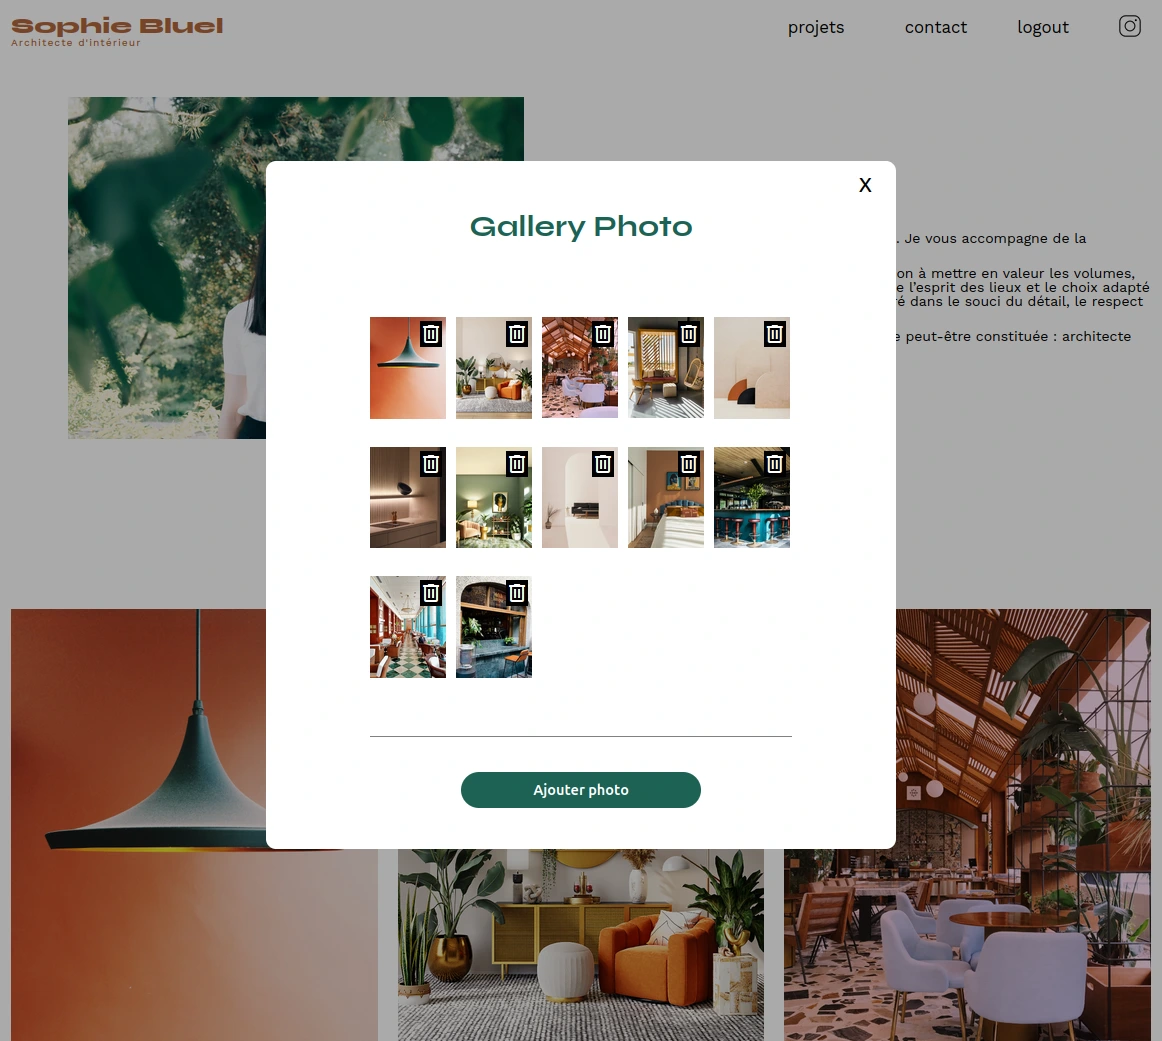 Sophie Bluel
Architecte d'intérieur
projets
contact
logout
X
Gallery Photo
. Je vous accompagne de la
on à mettre en valeur les volumes,
e l’esprit des lieux et le choix adapté
é dans le souci du détail, le respect
e peut-être constituée : architecte
Ajouter photo